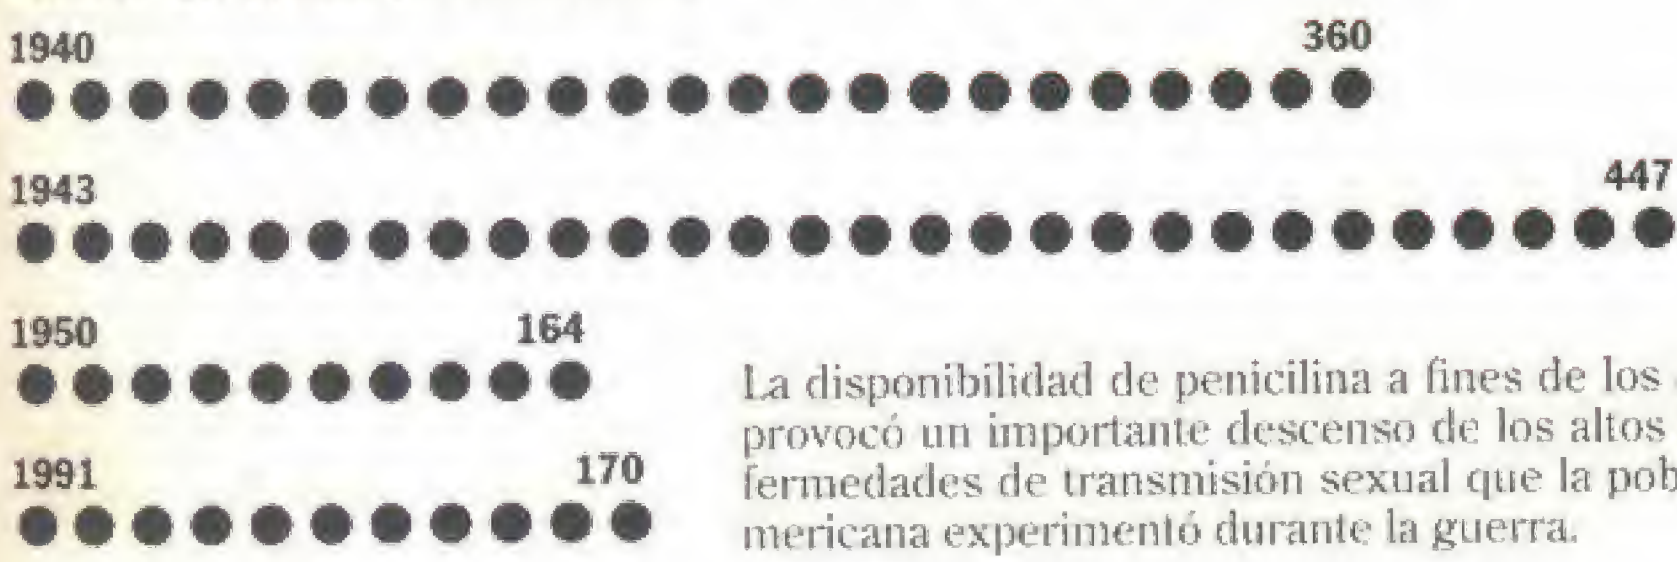 1940 360
1943 447
1950 164
1991 170
La disponibilidad de penicilina a fines de los
provocó un importante descenso de los altos
fermedades de transmisión sexual que la pob
mericana experimentó durante la guerra.